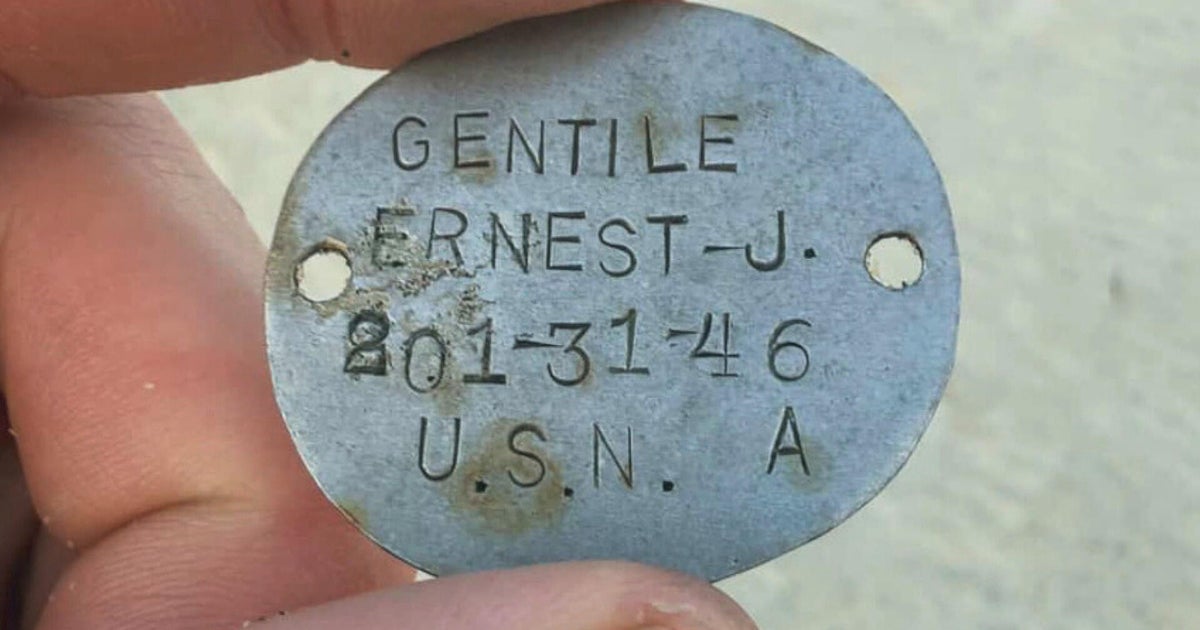 GENTILE
ERNEST-J.
201-31-46
U.S.N. A